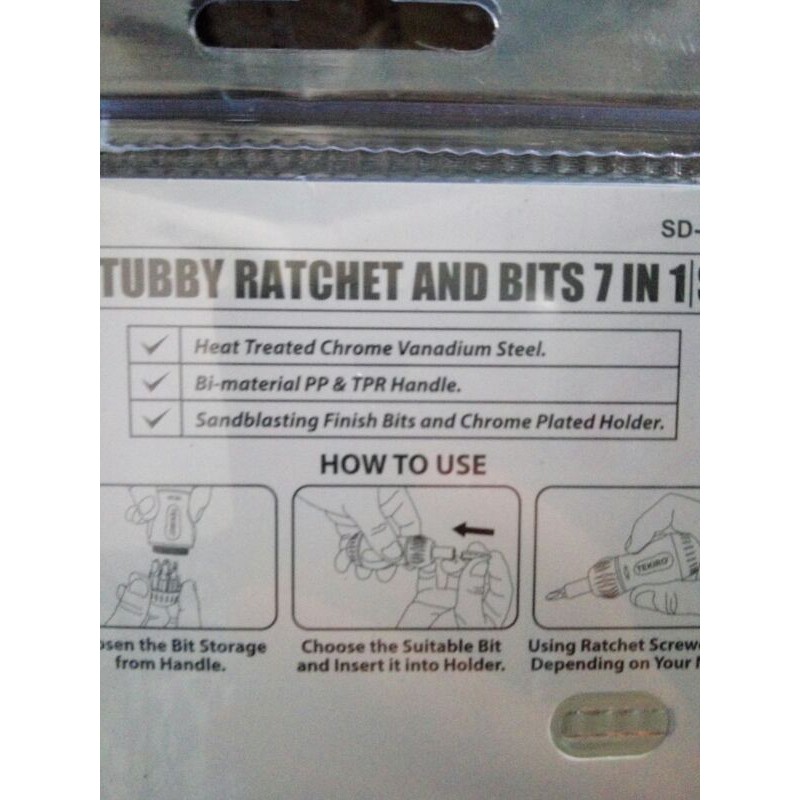 SD-
TUBBY RATCHET AND BITS 7 IN 1
Heat Treated Chrome Vanadium Steel.
Bi-material PP & TPR Handle.
Sandblasting Finish Bits and Chrome Plated Holder.
HOW TO USE
TEKIRO
TEKIRO
osen the Bit Storage
from Handle.
Choose the Suitable Bit
and Insert it into Holder.
Using Ratchet Screw
Depending on Your